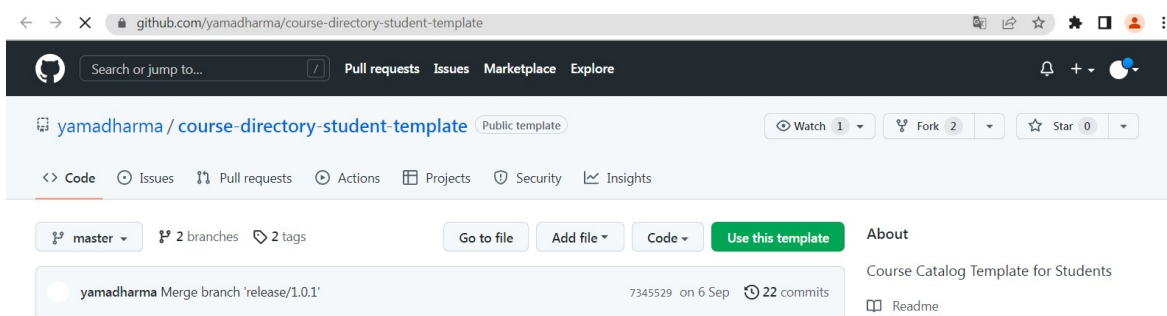 github.com/yamadharma/course-directory-student-template
Search or jump to... / Pull requests Issues Marketplace Explore
yamadharma / course-directory-student-template Public template Watch 1 Fork 2 Star 0
Code Issues Pull requests Actions Projects Security Insights
master 2 branches 2 tags Go to file Add file Code Use this template About
Course Catalog Template for Students
yamadharma Merge branch 'release/1.0.1' 7345529 on 6 Sep 22 commits
Readme